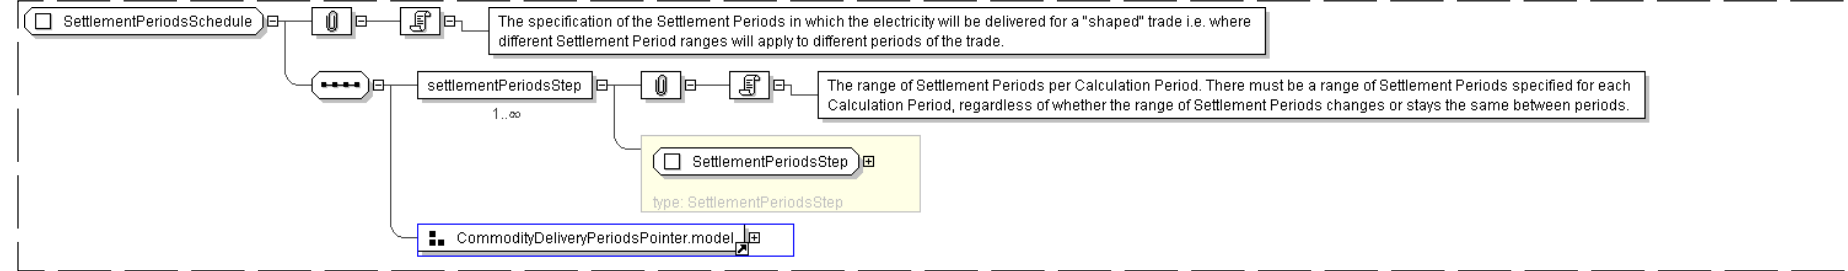 SettlementPeriodsSchedule
The specification of the Settlement Periods in which the electricity will be delivered for a "shaped" trade i.e. where
different Settlement Period ranges will apply to different periods of the trade.
settlementPeriodsStep
1..∞
The range of Settlement Periods per Calculation Period. There must be a range of Settlement Periods specified for each
Calculation Period, regardless of whether the range of Settlement Periods changes or stays the same between periods.
SettlementPeriodsStep
type: SettlementPeriodsStep
CommodityDeliveryPeriodsPointer.model